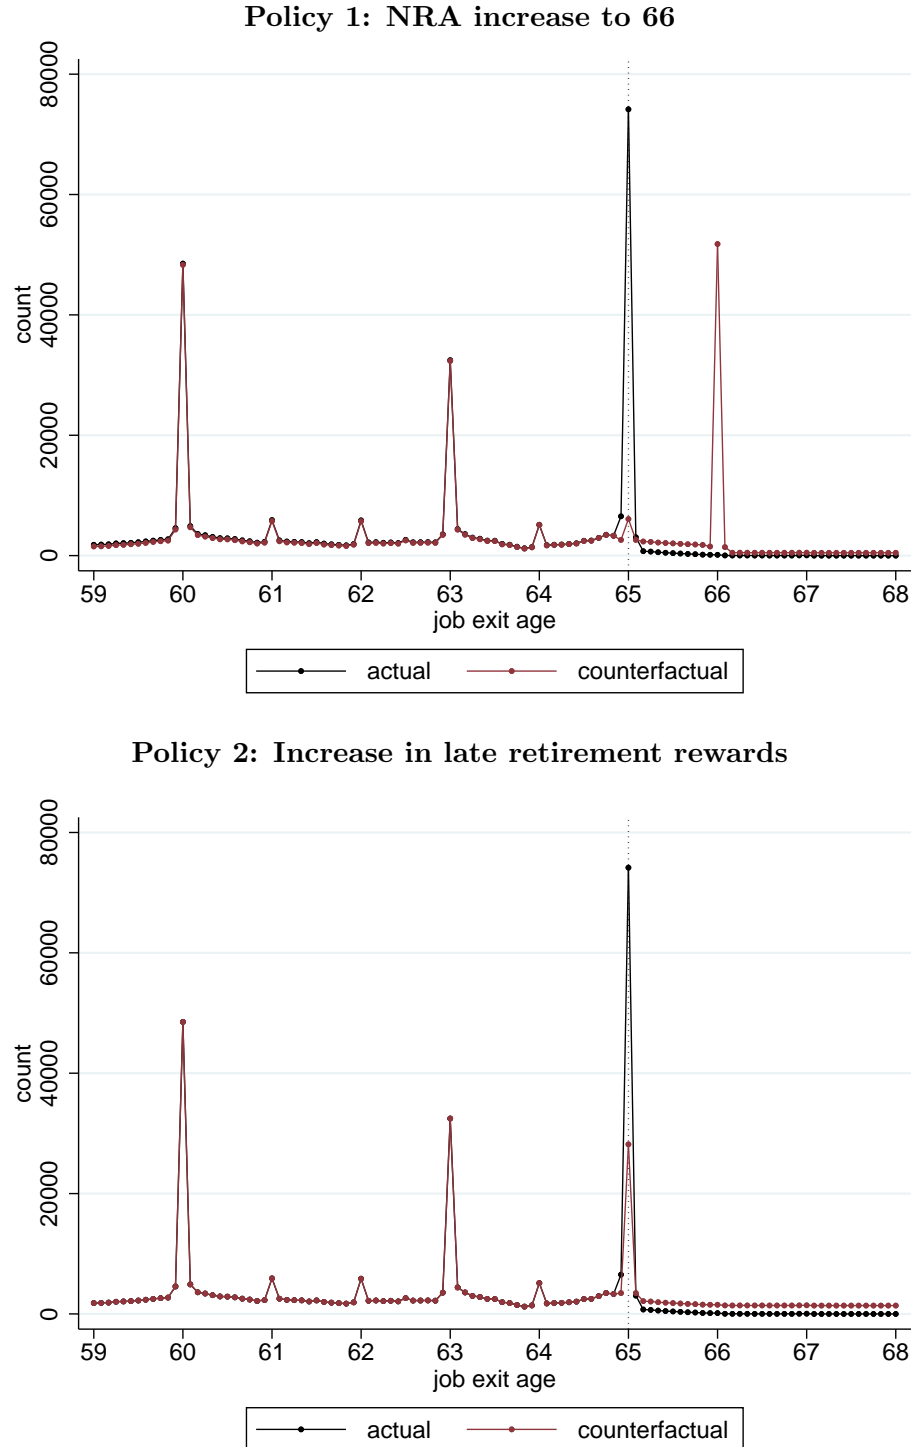 Policy 1: NRA increase to 66
80000
60000
40000
20000
0
count
59 60 61 62 63 64 65 66 67 68
job exit age
actual counterfactual
Policy 2: Increase in late retirement rewards
80000
60000
40000
20000
0
count
59 60 61 62 63 64 65 66 67 68
job exit age
actual counterfactual